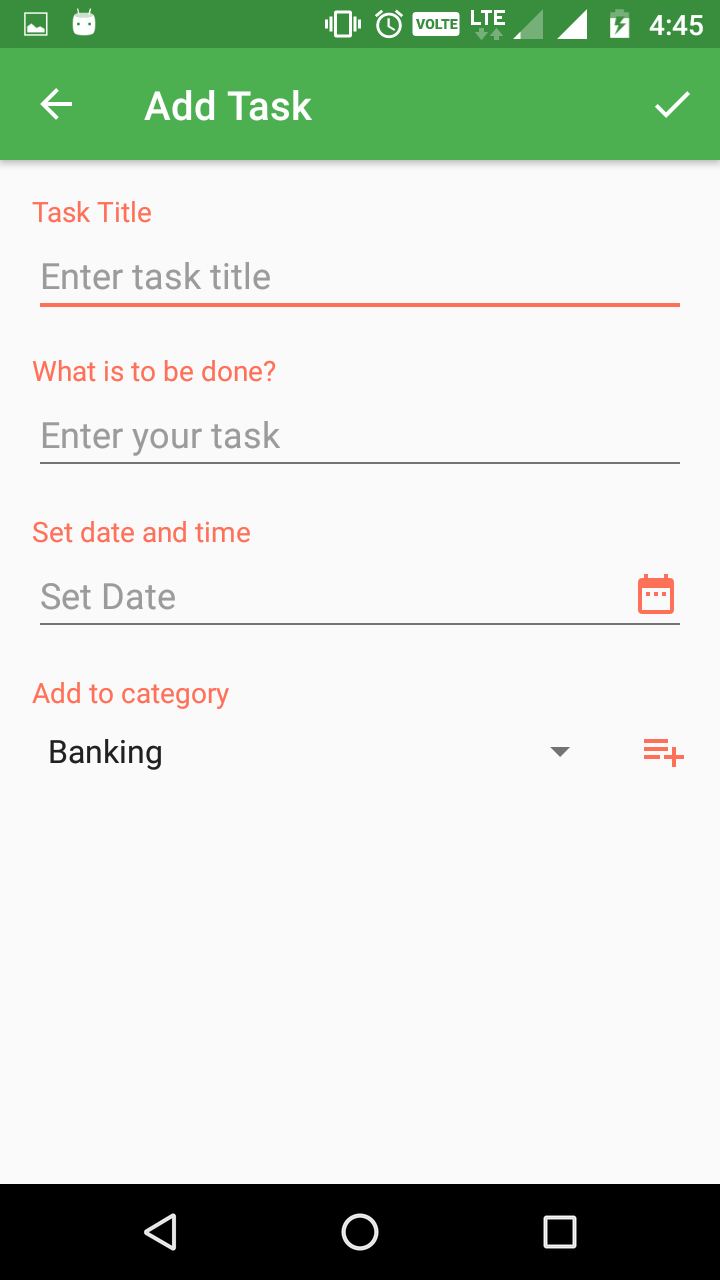 VOLTE LTE 4:45
Add Task
Task Title
Enter task title
What is to be done?
Enter your task
Set date and time
Set Date
Add to category
Banking